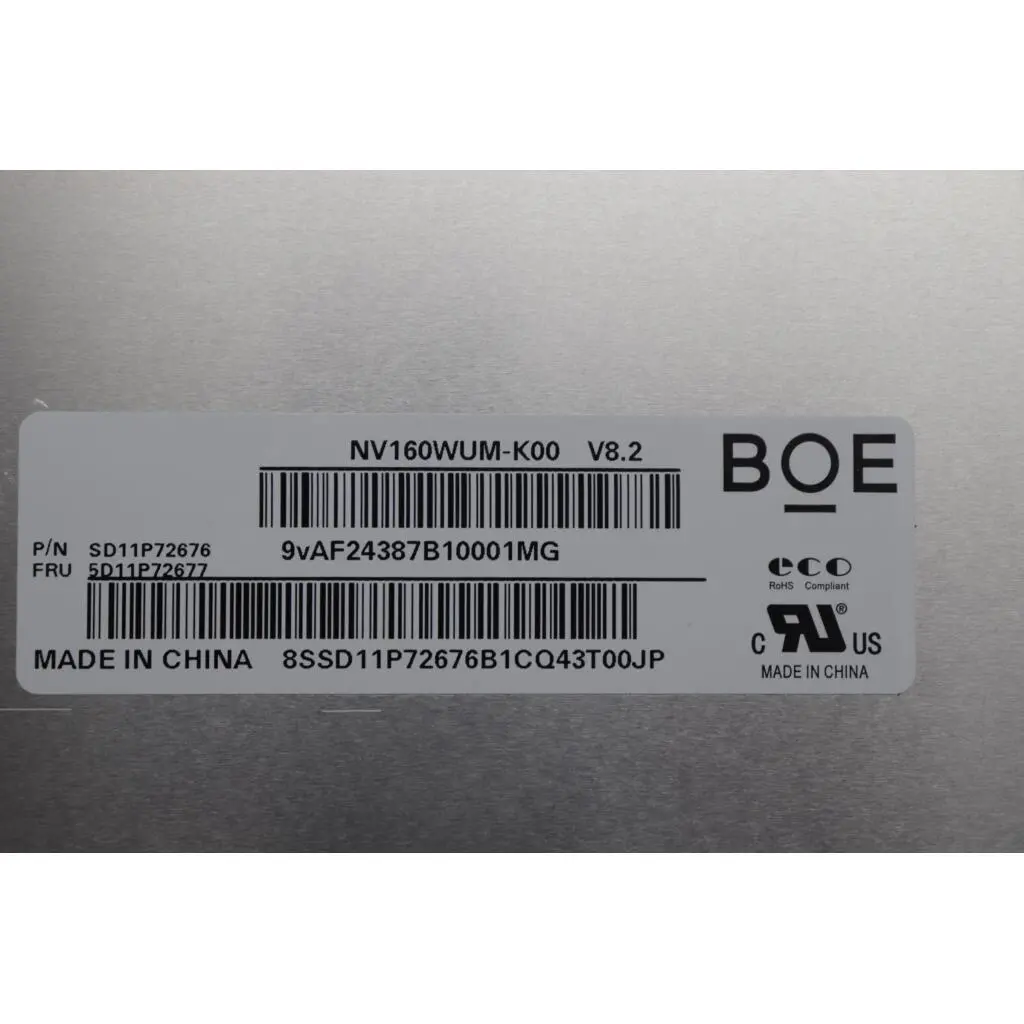 NV160WUM-K00 V8.2
BOE
P/N SD11P72676
9vAF24387B10001MG
FRU 5D11P72677
eco
RoHS Compliant
MADE IN CHINA 8SSD11P72676B1CQ43T00JP
C RU® US
MADE IN CHINA